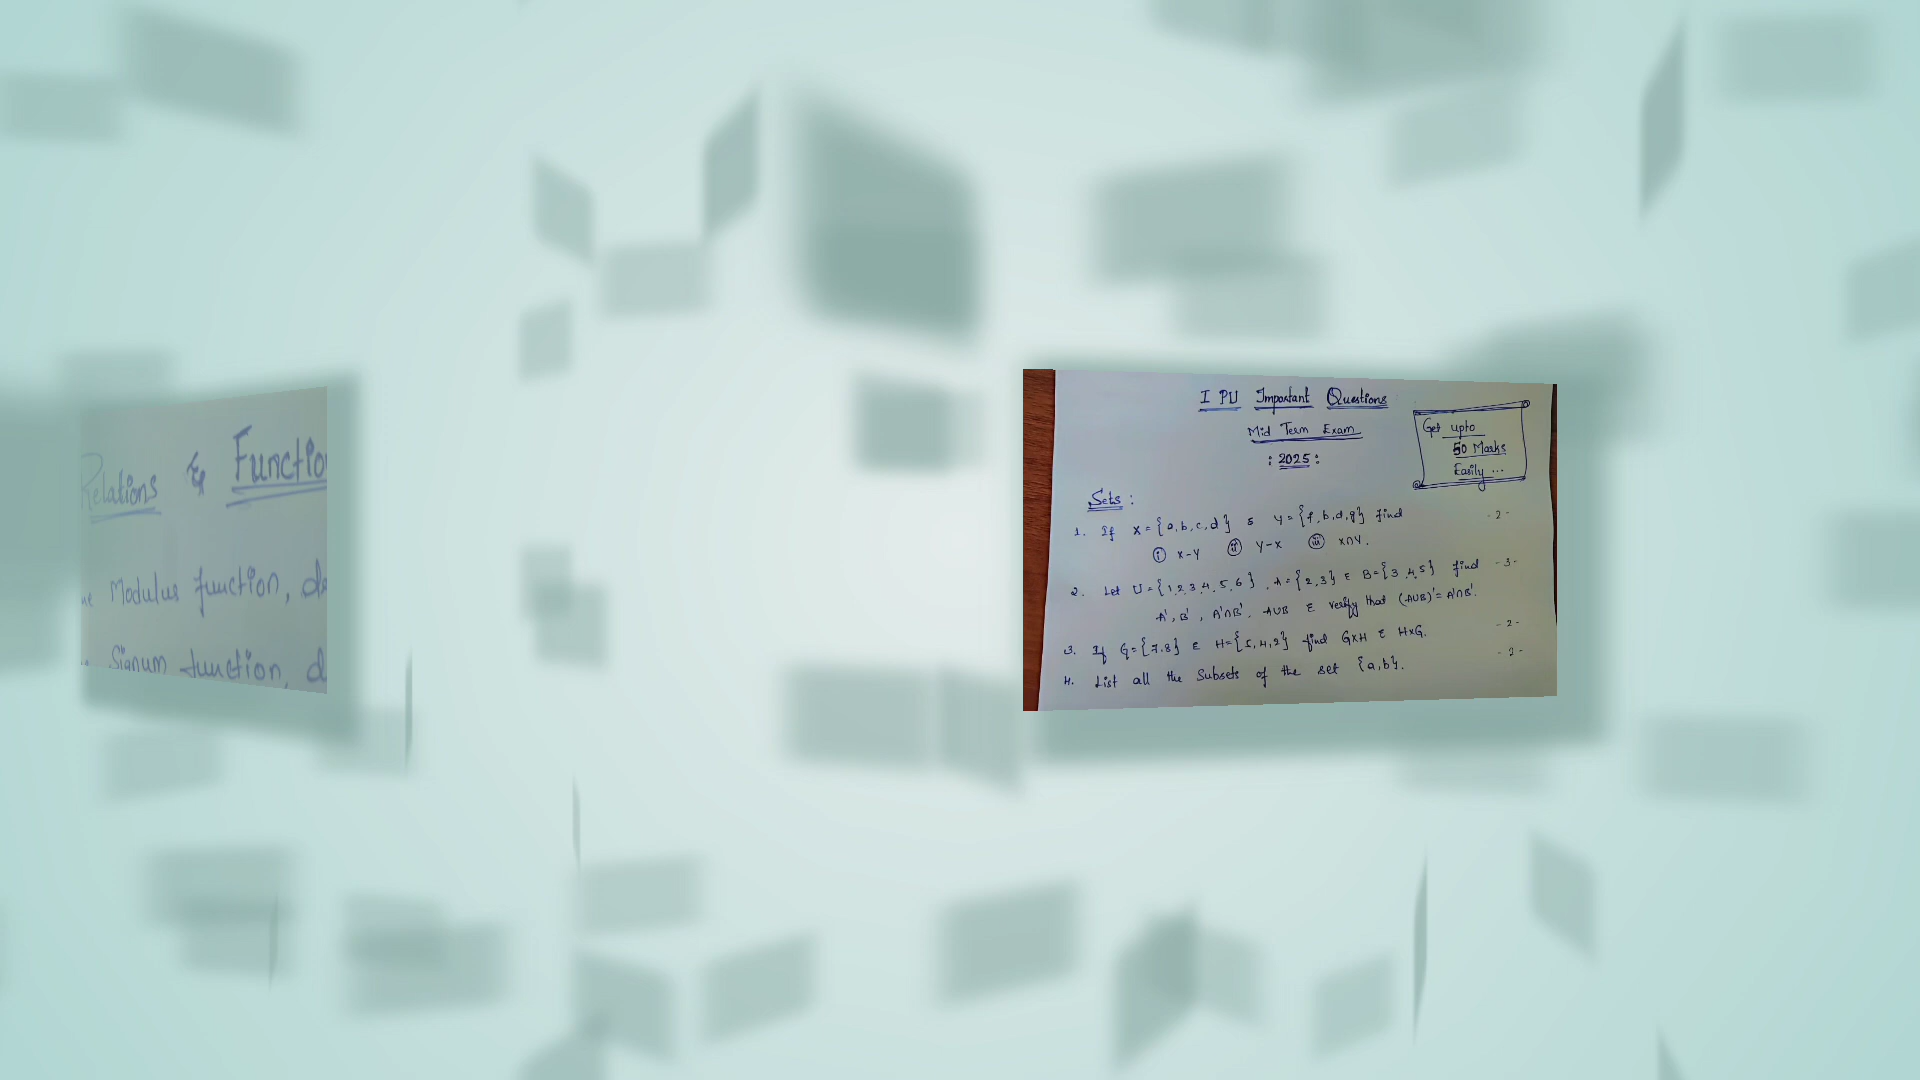 Relations & Functio
Modulus function, de
Signum function, d
I PU Important Questions
Mid Term Exam
: 2025 :
Get upto
50 Marks
Easily ...
Sets :
1. If X = {a, b, c, d} & Y = {f, b, d, g} find - 2 -
(i) X-Y (ii) Y-X (iii) X∩Y.
2. Let U = {1,2,3,4,5,6}, A = {2,3} & B = {3,4,5} find - 3 -
A', B', A'∩B', A∪B & verify that (A∪B)' = A'∩B'.
3. If G = {7,8} & H = {5,4,2} find G×H & H×G. - 2 -
4. List all the Subsets of the set {a,b}. - 2 -